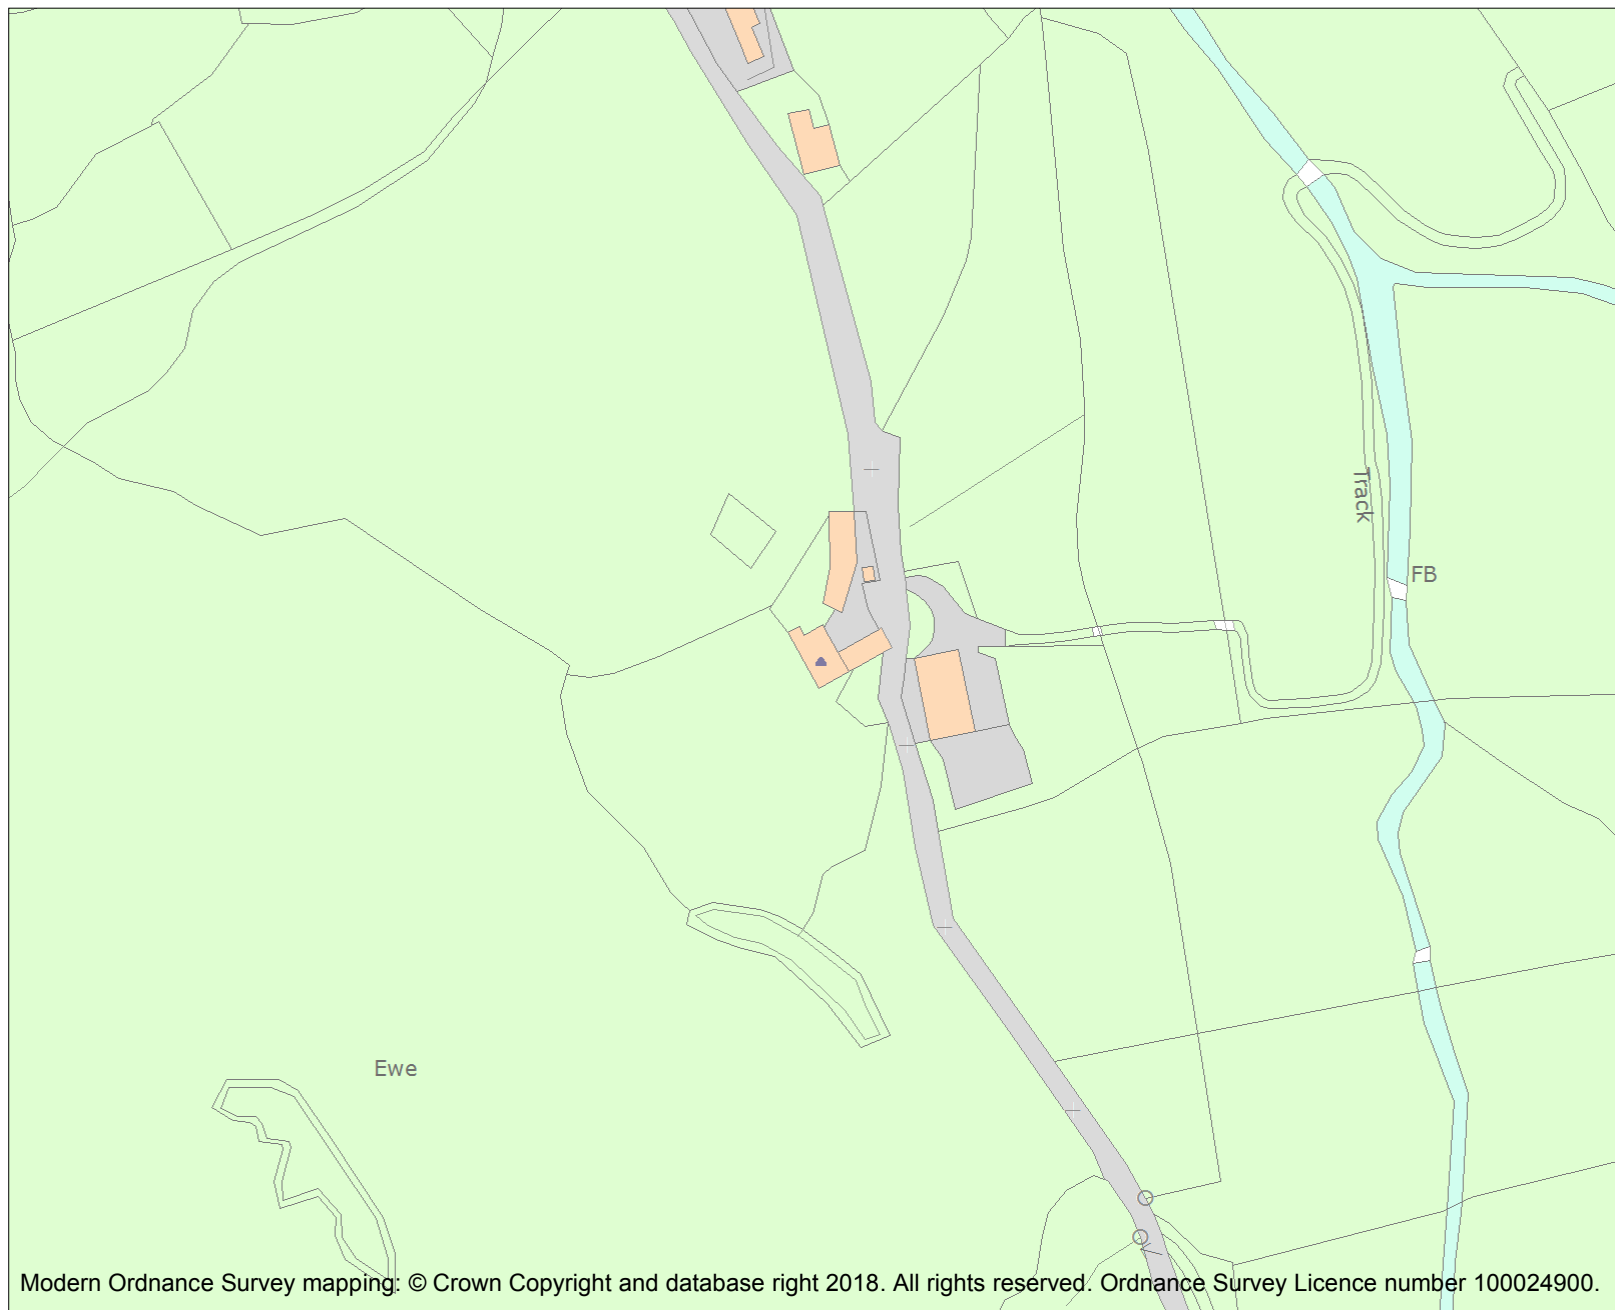 Track
FB
Ewe
Modern Ordnance Survey mapping: © Crown Copyright and database right 2018. All rights reserved. Ordnance Survey Licence number 100024900.